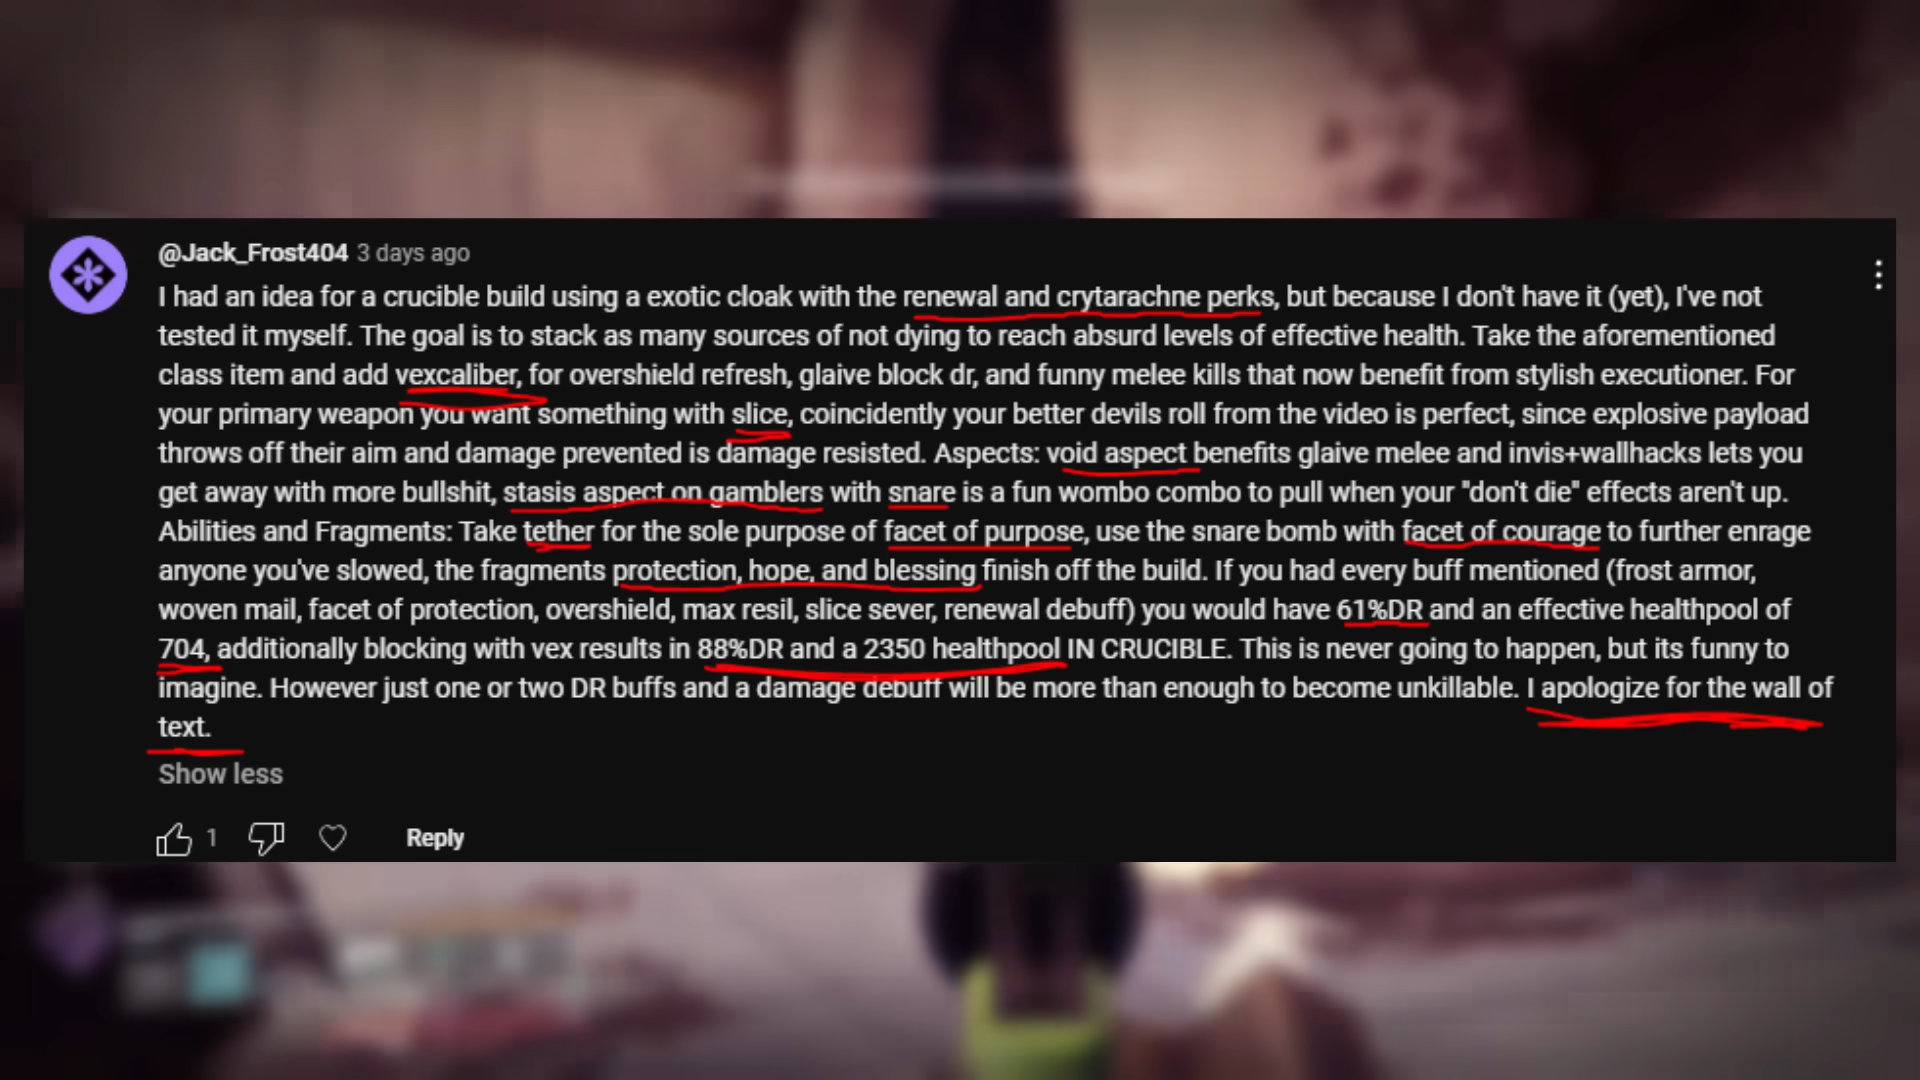 @Jack_Frost404 3 days ago
I had an idea for a crucible build using a exotic cloak with the renewal and crytarachne perks, but because I don't have it (yet), I've not
tested it myself. The goal is to stack as many sources of not dying to reach absurd levels of effective health. Take the aforementioned
class item and add vexcaliber, for overshield refresh, glaive block dr, and funny melee kills that now benefit from stylish executioner. For
your primary weapon you want something with slice, coincidently your better devils roll from the video is perfect, since explosive payload
throws off their aim and damage prevented is damage resisted. Aspects: void aspect benefits glaive melee and invis+wallhacks lets you
get away with more bullshit, stasis aspect on gamblers with snare is a fun wombo combo to pull when your "don't die" effects aren't up.
Abilities and Fragments: Take tether for the sole purpose of facet of purpose, use the snare bomb with facet of courage to further enrage
anyone you've slowed, the fragments protection, hope, and blessing finish off the build. If you had every buff mentioned (frost armor,
woven mail, facet of protection, overshield, max resil, slice sever, renewal debuff) you would have 61%DR and an effective healthpool of
704, additionally blocking with vex results in 88%DR and a 2350 healthpool IN CRUCIBLE. This is never going to happen, but its funny to
imagine. However just one or two DR buffs and a damage debuff will be more than enough to become unkillable. I apologize for the wall of
text.
Show less
1 Reply